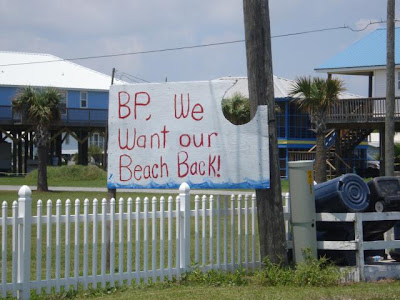 BP, We
Want our
Beach Back!